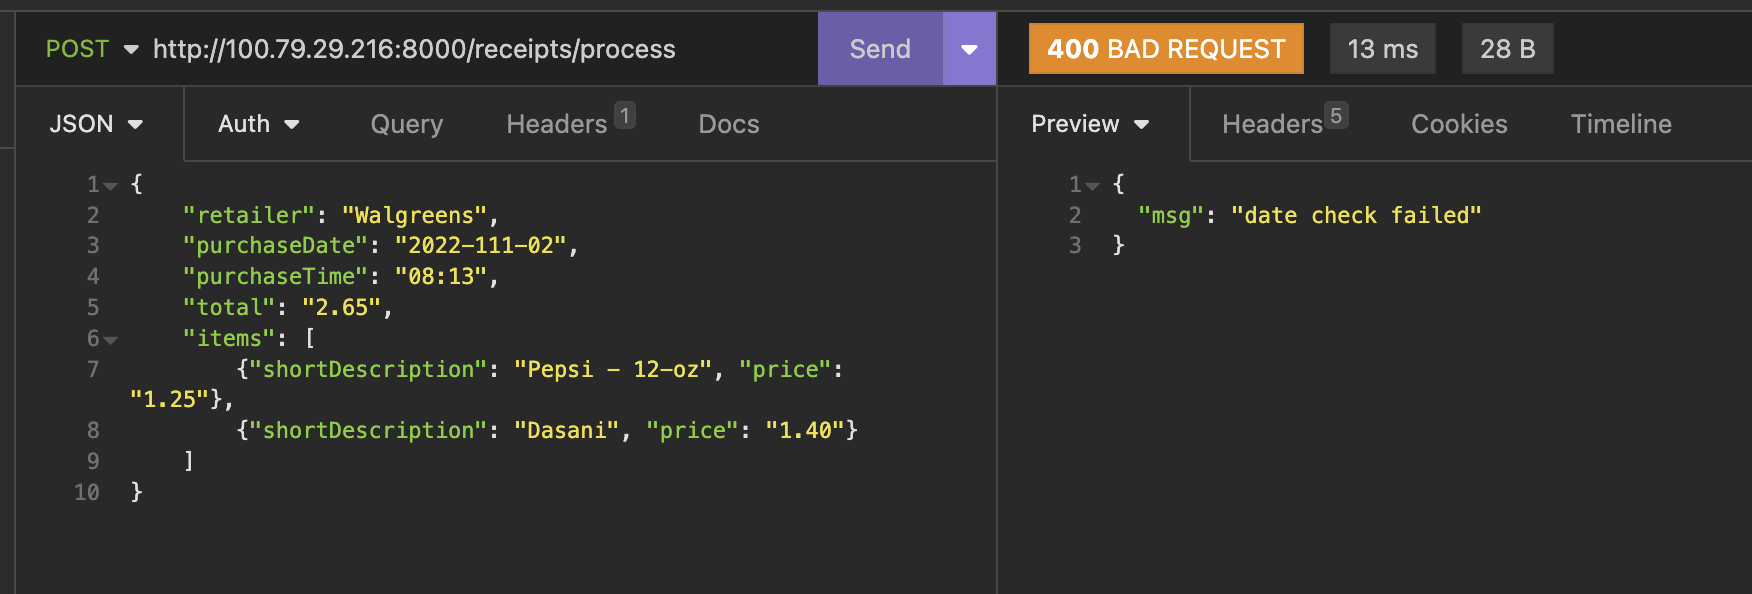 POST http://100.79.29.216:8000/receipts/process Send 400 BAD REQUEST 13 ms 28 B
JSON Auth Query Headers 1 Docs Preview Headers 5 Cookies Timeline
1 {
2 "retailer": "Walgreens",
3 "purchaseDate": "2022-111-02",
4 "purchaseTime": "08:13",
5 "total": "2.65",
6 "items": [
7 {"shortDescription": "Pepsi - 12-oz", "price":
"1.25"},
8 {"shortDescription": "Dasani", "price": "1.40"}
9 ]
10 }
1 {
2 "msg": "date check failed"
3 }